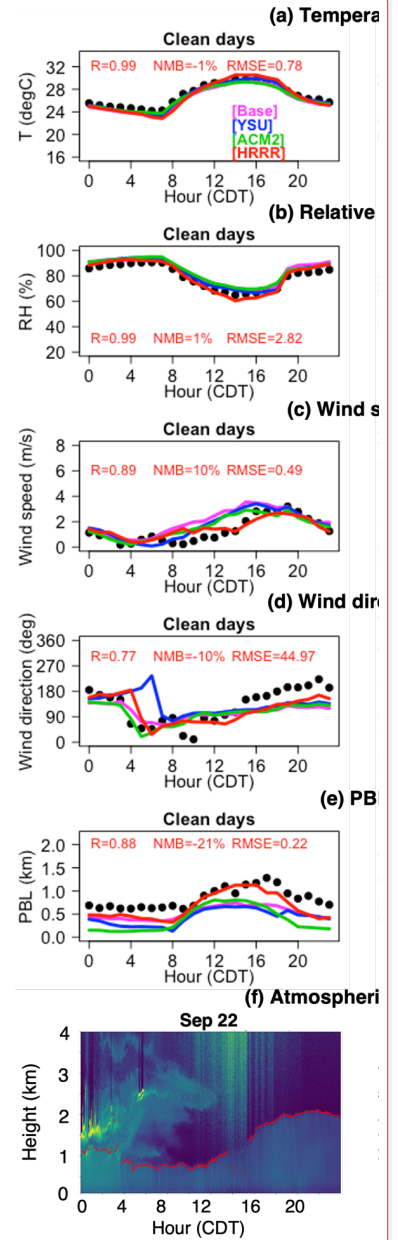 (a) Tempera
Clean days
R=0.99 NMB=-1% RMSE=0.78
T (degC)
32
28
24
20
16
[Base]
[YSU]
[ACM2]
[HRRR]
0 4 8 12 16 20
Hour (CDT)
(b) Relative
Clean days
RH (%)
100
80
60
40
20
R=0.99 NMB=1% RMSE=2.82
0 4 8 12 16 20
Hour (CDT)
(c) Wind s
Clean days
Wind speed (m/s)
8
6
4
2
0
R=0.89 NMB=10% RMSE=0.49
0 4 8 12 16 20
Hour (CDT)
(d) Wind dire
Clean days
Wind direction (deg)
360
270
180
90
0
R=0.77 NMB=-10% RMSE=44.97
0 4 8 12 16 20
Hour (CDT)
(e) PB
Clean days
PBL (km)
2.0
1.5
1.0
0.5
0.0
R=0.88 NMB=-21% RMSE=0.22
0 4 8 12 16 20
Hour (CDT)
(f) Atmospheri
Sep 22
Height (km)
4
3
2
1
0
0 4 8 12 16 20
Hour (CDT)